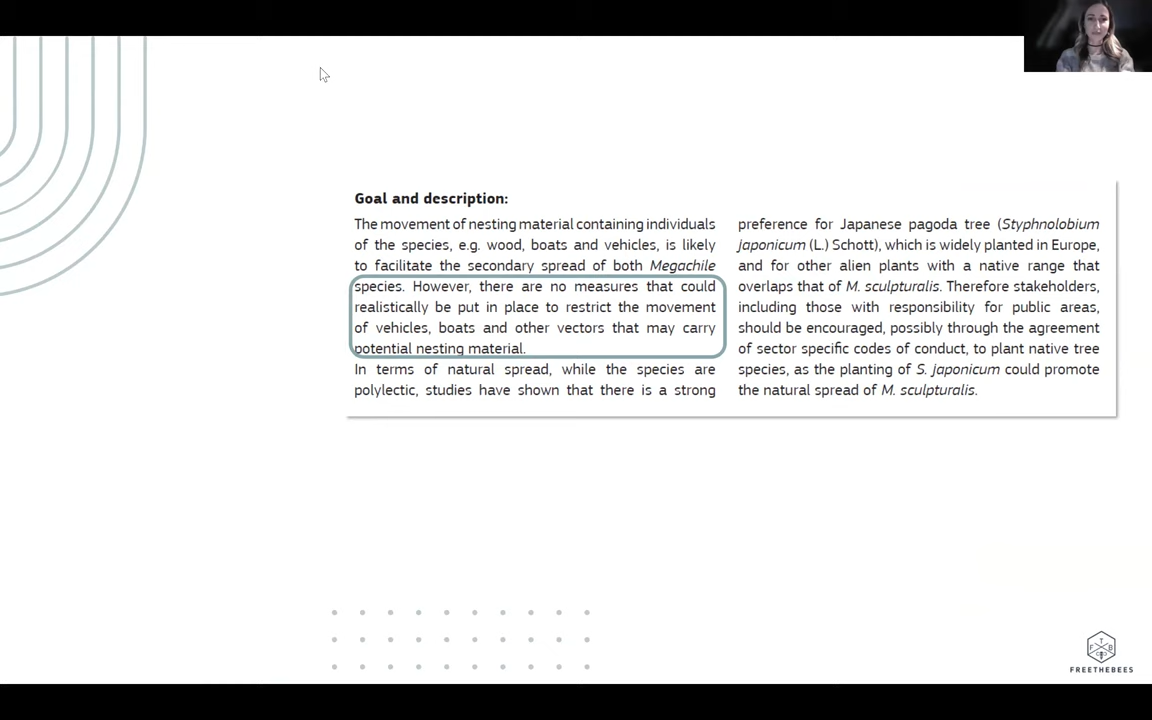 Goal and description:
The movement of nesting material containing individuals
of the species, e.g. wood, boats and vehicles, is likely
to facilitate the secondary spread of both Megachile
species. However, there are no measures that could
realistically be put in place to restrict the movement
of vehicles, boats and other vectors that may carry
potential nesting material.
In terms of natural spread, while the species are
polylectic, studies have shown that there is a strong
preference for Japanese pagoda tree (Styphnolobium
japonicum (L.) Schott), which is widely planted in Europe,
and for other alien plants with a native range that
overlaps that of M. sculpturalis. Therefore stakeholders,
including those with responsibility for public areas,
should be encouraged, possibly through the agreement
of sector specific codes of conduct, to plant native tree
species, as the planting of S. japonicum could promote
the natural spread of M. sculpturalis.
T
F B
FREETHEBEES